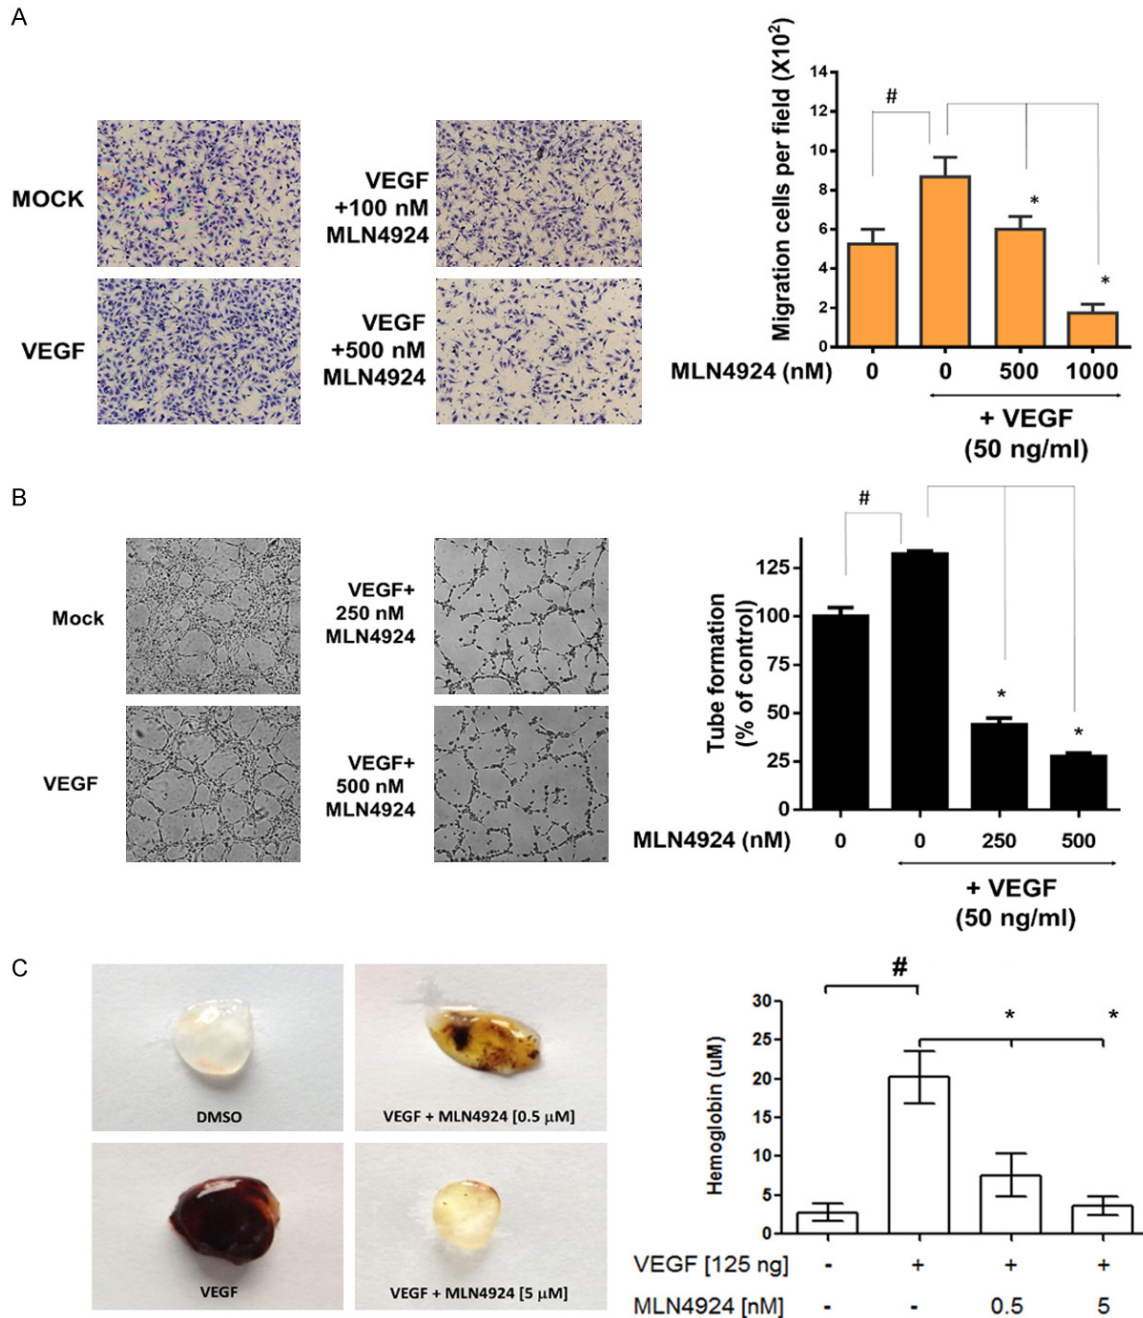 A
MOCK
VEGF
+100 nM
MLN4924
VEGF
VEGF
+500 nM
MLN4924
Migration cells per field (X10²)
14
12
10
8
6
4
2
0
#
*
*
MLN4924 (nM)
0
0
500
1000
+ VEGF
(50 ng/ml)
B
Mock
VEGF+
250 nM
MLN4924
VEGF
VEGF+
500 nM
MLN4924
Tube formation
(% of control)
125
100
75
50
25
0
#
*
*
MLN4924 (nM)
0
0
250
500
+ VEGF
(50 ng/ml)
C
DMSO
VEGF + MLN4924 [0.5 µM]
VEGF
VEGF + MLN4924 [5 µM]
Hemoglobin (uM)
30
25
20
15
10
5
0
#
*
*
VEGF [125 ng] - + + +
MLN4924 [nM] - - 0.5 5